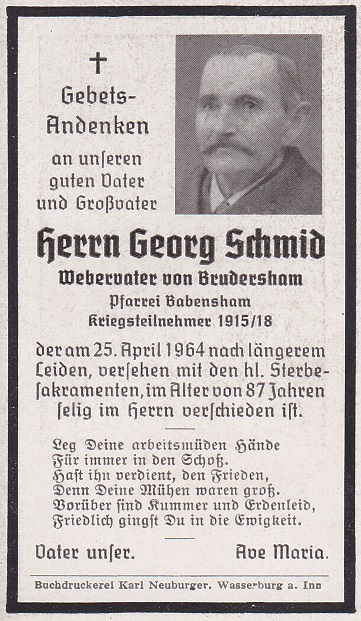 Gebets-
Andenken
an unseren
guten Vater
und Großvater
Herrn Georg Schmid
Webervater von Brudersham
Pfarrei Babensham
Kriegsteilnehmer 1915/18
der am 25. April 1964 nach längerem
Leiden, versehen mit den hl. Sterbe-
sakramenten, im Alter von 87 Jahren
selig im Herrn verschieden ist.
Leg Deine arbeitsmüden Hände
Für immer in den Schoß.
Hast ihn verdient, den Frieden,
Denn Deine Mühen waren groß.
Vorüber sind Kummer und Erdenleid,
Friedlich gingst Du in die Ewigkeit.
Vater unser. Ave Maria.
Buchdruckerei Karl Neuburger, Wasserburg a. Inn